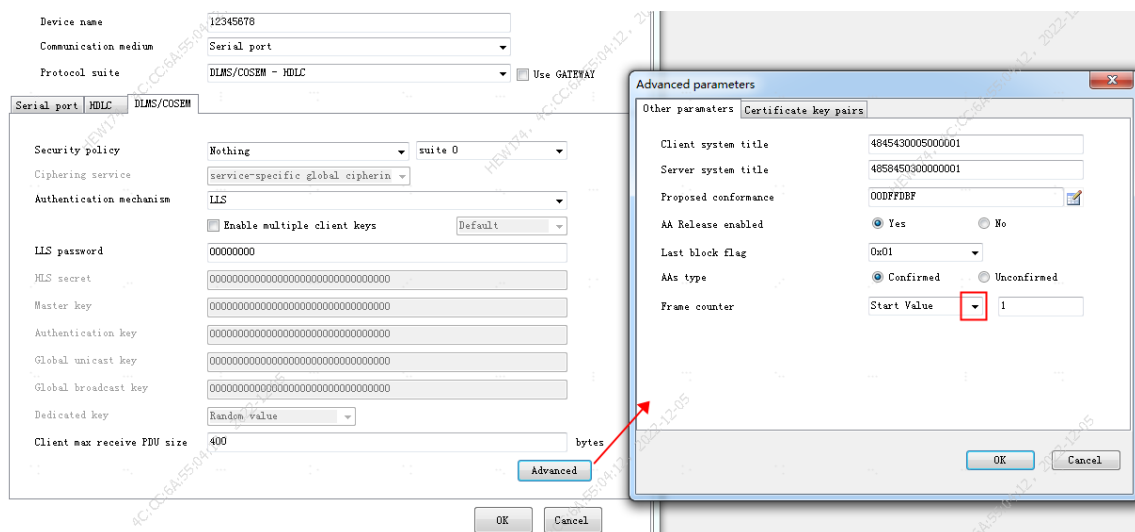 Device name 12345678
Communication medium Serial port
Protocol suite DLMS/COSEM - HDLC Use GATEWAY
Serial port HDLC DLMS/COSEM
Security policy Nothing suite 0
Ciphering service service-specific global cipherin
Authentication mechanism LLS
Enable multiple client keys Default
LLS password 00000000
HLS secret 00000000000000000000000000000000
Master key 00000000000000000000000000000000
Authentication key 00000000000000000000000000000000
Global unicast key 00000000000000000000000000000000
Global broadcast key 00000000000000000000000000000000
Dedicated key Random value
Client max receive PDU size 400 bytes
Advanced
OK Cancel
Advanced parameters
Other paramaters Certificate key pairs
Client system title 4845430005000001
Server system title 4858450300000001
Proposed conformance 00DFFDBF
AA Release enabled Yes No
Last block flag 0x01
AAs type Confirmed Unconfirmed
Frame counter Start Value 1
OK Cancel